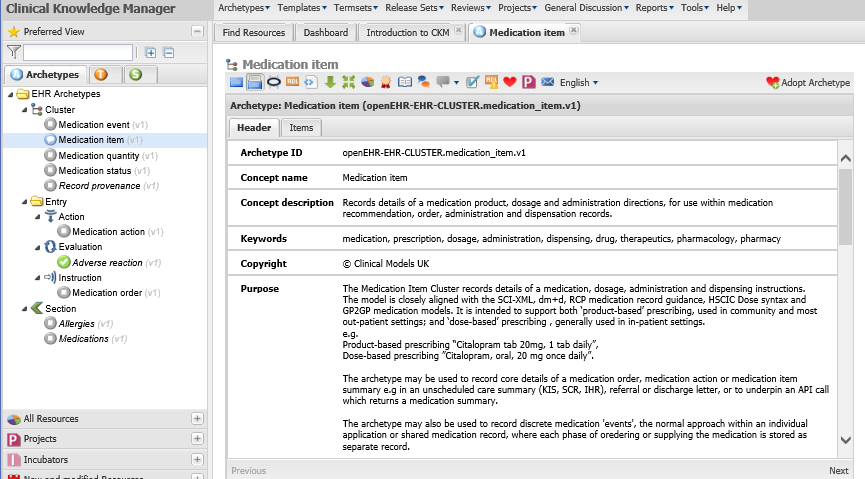 Clinical Knowledge Manager
Archetypes Templates Termsets Release Sets Reviews Projects General Discussion Reports Tools Help
Preferred View
Find Resources Dashboard Introduction to CKM Medication item
A Archetypes T S
EHR Archetypes
Cluster
Medication event (v1)
Medication item (v1)
Medication quantity (v1)
Medication status (v1)
Record provenance (v1)
Entry
Action
Medication action (v1)
Evaluation
Adverse reaction (v1)
Instruction
Medication order (v1)
Section
Allergies (v1)
Medications (v1)
All Resources
P Projects
I Incubators
New and modified Resources
Medication item
ADL English Adopt Archetype
Archetype: Medication item (openEHR-EHR-CLUSTER.medication_item.v1)
Header Items
Archetype ID openEHR-EHR-CLUSTER.medication_item.v1
Concept name Medication item
Concept description Records details of a medication product, dosage and administration directions, for use within medication
recommendation, order, administration and dispensation records.
Keywords medication, prescription, dosage, administration, dispensing, drug, therapeutics, pharmacology, pharmacy
Copyright © Clinical Models UK
Purpose The Medication Item Cluster records details of a medication, dosage, administration and dispensing instructions.
The model is closely aligned with the SCI-XML, dm+d, RCP medication record guidance, HSCIC Dose syntax and
GP2GP medication models. It is intended to support both 'product-based' prescribing, used in community and most
out-patient settings; and 'dose-based' prescribing , generally used in in-patient settings.
e.g.
Product-based prescribing "Citalopram tab 20mg, 1 tab daily",
Dose-based prescribing "Citalopram, oral, 20 mg once daily".
The archetype may be used to record core details of a medication order, medication action or medication item
summary e.g in an unscheduled care summary (KIS, SCR, IHR), referral or discharge letter, or to underpin an API call
which returns a medication summary.
The archetype may also be used to record discrete medication 'events', the normal approach within an individual
application or shared medication record, where each phase of oredering or supplying the medication is stored as
separate record.
Previous Next